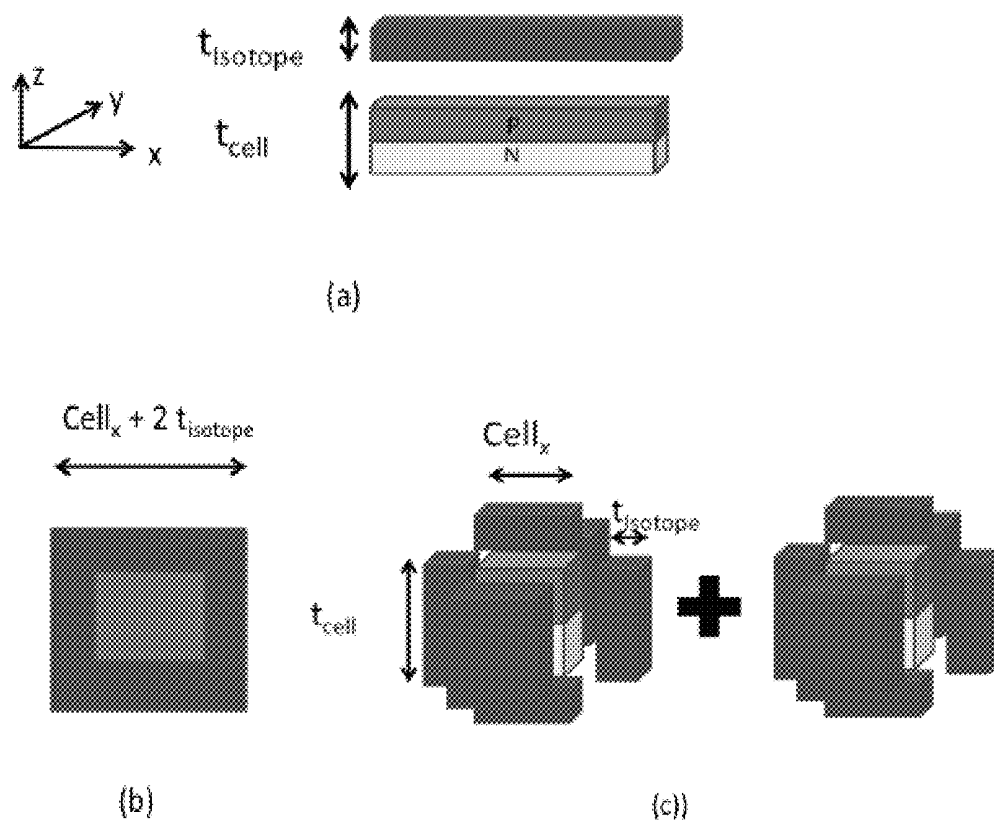 t_isotope
z
y
x
t_cell
P
N
(a)
Cell_x + 2 t_isotope
Cell_x
t_isotope
t_cell
(b)
(c))